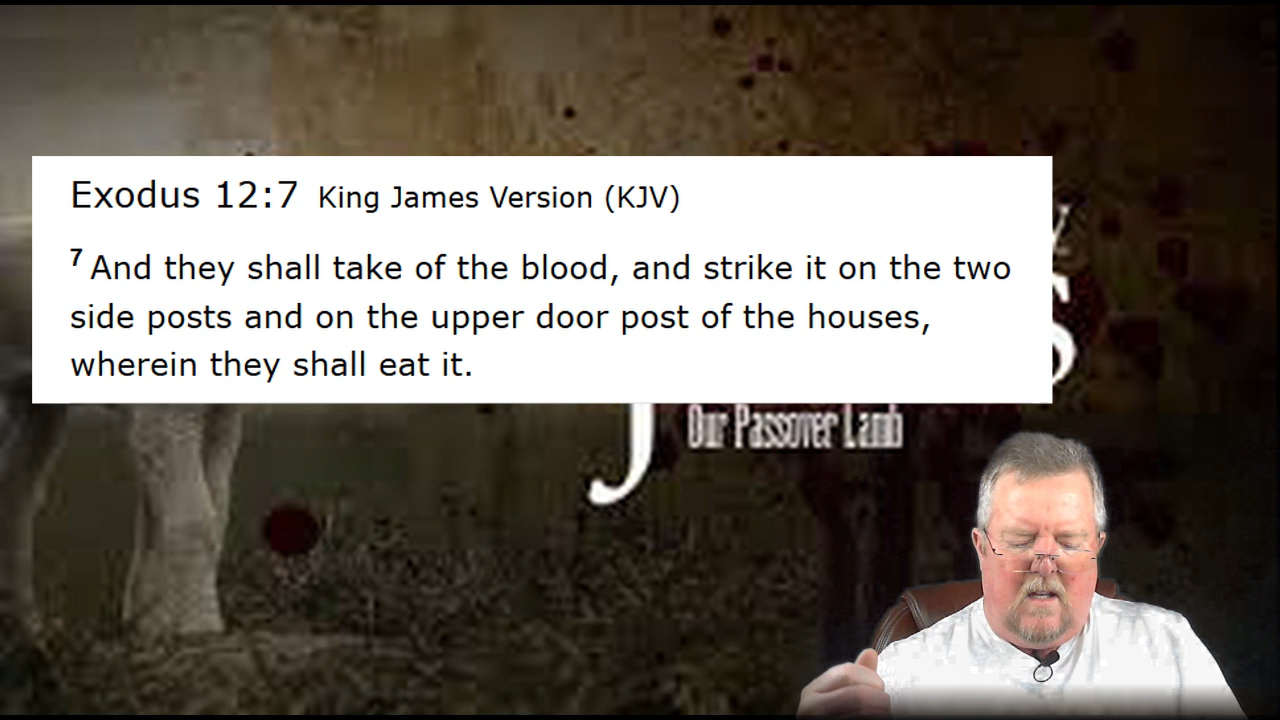 Exodus 12:7 King James Version (KJV)
7 And they shall take of the blood, and strike it on the two
side posts and on the upper door post of the houses,
wherein they shall eat it.
Our Passover Lamb